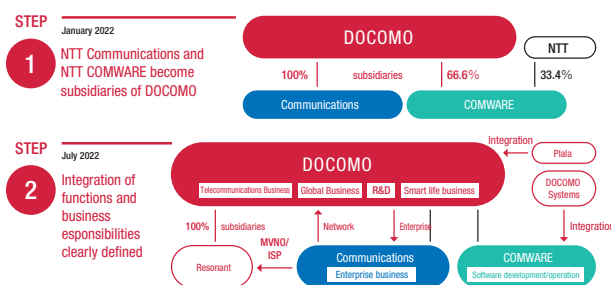 STEP
1
January 2022
NTT Communications and
NTT COMWARE become
subsidiaries of DOCOMO
DOCOMO
NTT
100%
subsidiaries
66.6%
33.4%
Communications
COMWARE
STEP
2
July 2022
Integration of
functions and
business
esponsibilities
clearly defined
DOCOMO
Telecommunications Business
Global Business
R&D
Smart life business
Integration
Plala
DOCOMO
Systems
Integration
100%
subsidiaries
Network
Enterprise
MVNO/
ISP
Resonant
Communications
Enterprise business
COMWARE
Software development/operation